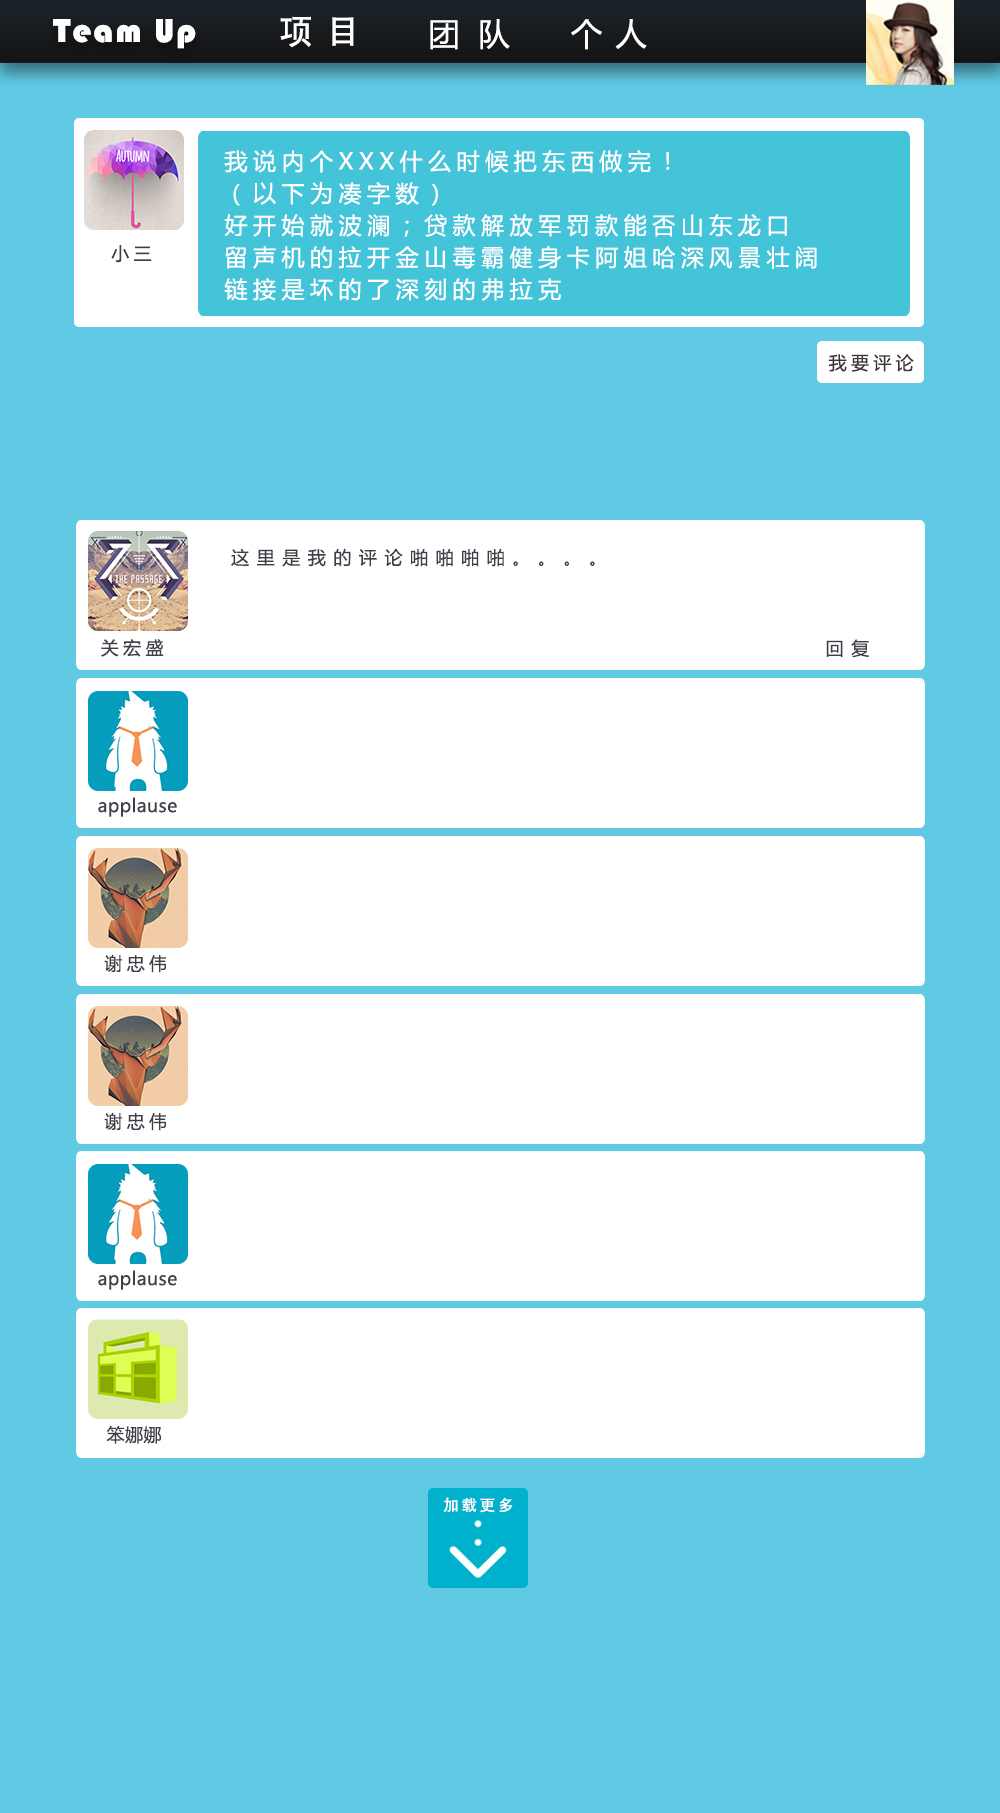 Team Up 项目 团队 个人
AUTUMN
小三
我说内个XXX什么时候把东西做完！
（以下为凑字数）
好开始就波澜；贷款解放军罚款能否山东龙口
留声机的拉开金山毒霸健身卡阿姐哈深风景壮阔
链接是坏的了深刻的弗拉克
我要评论
这里是我的评论啪啪啪啪。。。。
THE PASSAGE
关宏盛
回复
applause
谢忠伟
谢忠伟
applause
笨娜娜
加载更多